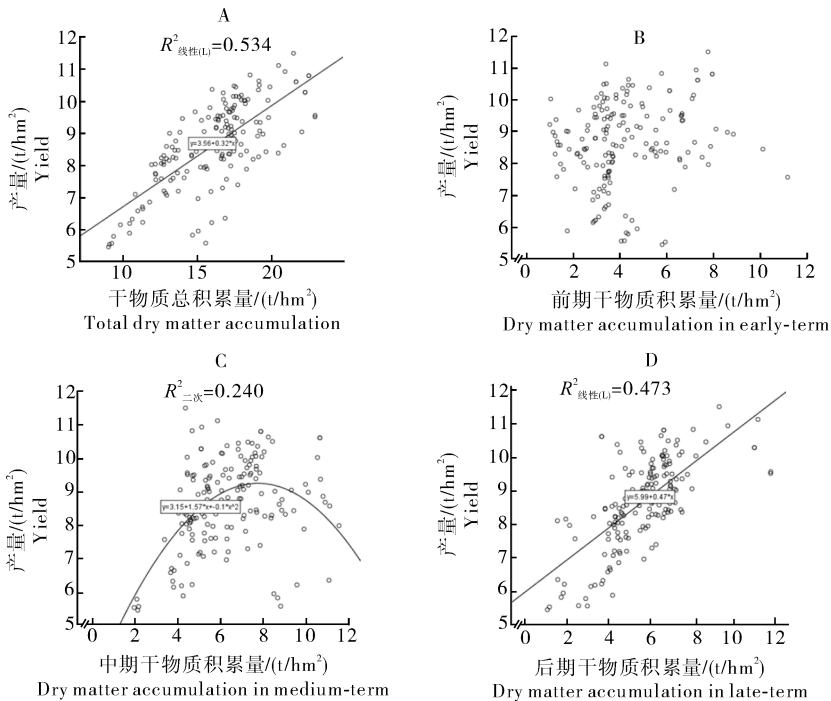 A
R²线性(L)=0.534
12
11
10
9
8
7
6
5
产量/(t/hm²)
Yield
y=3.56+0.32*x
10
15
20
干物质总积累量/(t/hm²)
Total dry matter accumulation
B
12
11
10
9
8
7
6
5
产量/(t/hm²)
Yield
0
2
4
6
8
10
12
前期干物质积累量/(t/hm²)
Dry matter accumulation in early-term
C
R²二次=0.240
12
11
10
9
8
7
6
5
产量/(t/hm²)
Yield
y=3.15+1.57*x+-0.1*x^2
0
2
4
6
8
10
12
中期干物质积累量/(t/hm²)
Dry matter accumulation in medium-term
D
R²线性(L)=0.473
12
11
10
9
8
7
6
5
产量/(t/hm²)
Yield
y=5.99+0.47*x
0
2
4
6
8
10
12
后期干物质积累量/(t/hm²)
Dry matter accumulation in late-term